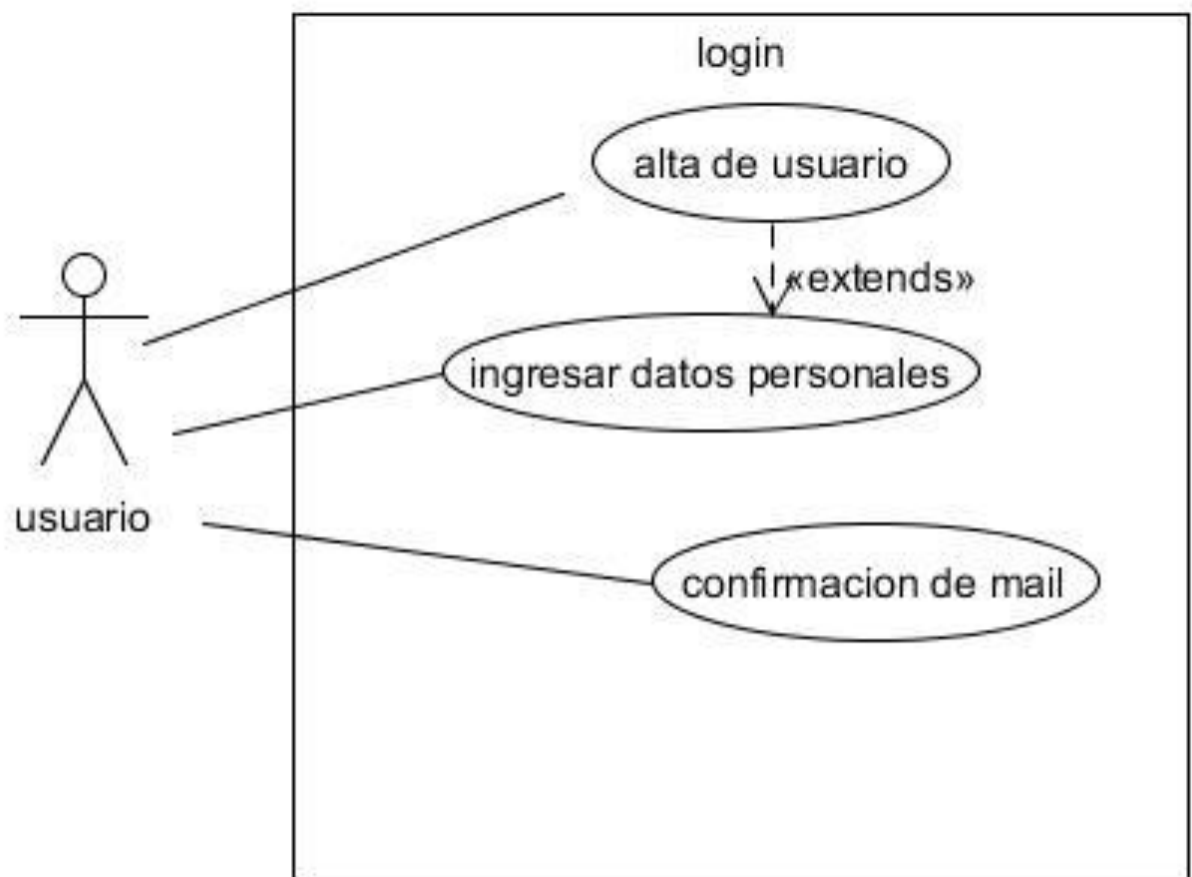 login
alta de usuario
«extends»
ingresar datos personales
usuario
confirmacion de mail